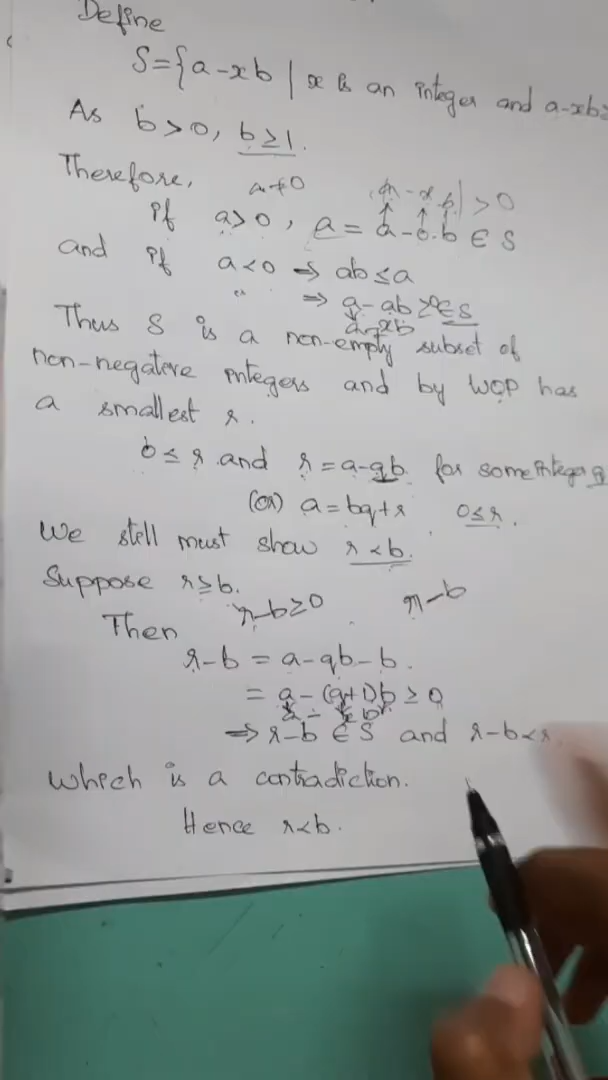 Define
S={a-xb | x is an integer and a-xb≥
As b>0, b≥1.
Therefore, a≠0
if a>0, a = a-0.b ∈ S
and if a<0 ⇒ ab≤a
⇒ a-ab≥0∈S
a-xb
Thus S is a non-empty subset of
non-negative integers and by WOP has
a smallest r.
0≤r and r=a-qb for some integer q
(or) a=bq+r 0≤r.
We still must show r<b.
Suppose r≥b.
r-b≥0 r-b
Then
r-b = a-qb-b.
= a-(q+1)b≥0
⇒ r-b ∈ S and r-b<r.
which is a contradiction.
Hence r<b.